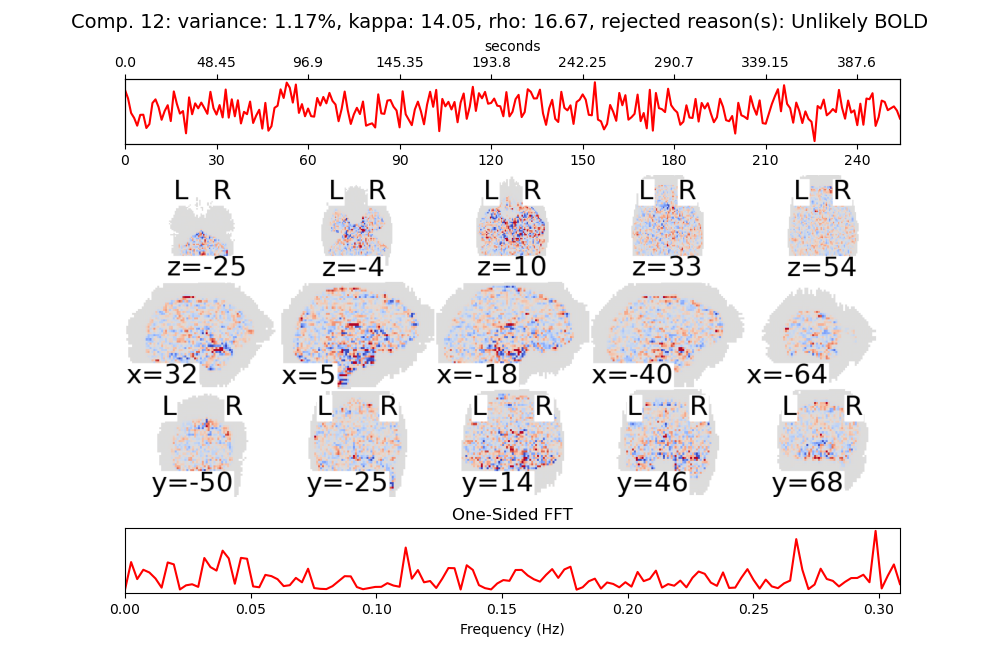 Comp. 12: variance: 1.17%, kappa: 14.05, rho: 16.67, rejected reason(s): Unlikely BOLD
seconds
0.0 48.45 96.9 145.35 193.8 242.25 290.7 339.15 387.6
0 30 60 90 120 150 180 210 240
L R L R L R L R L R
z=-25 z=-4 z=10 z=33 z=54
x=32 x=5 x=-18 x=-40 x=-64
L R L R L R L R L R
y=-50 y=-25 y=14 y=46 y=68
One-Sided FFT
0.00 0.05 0.10 0.15 0.20 0.25 0.30
Frequency (Hz)